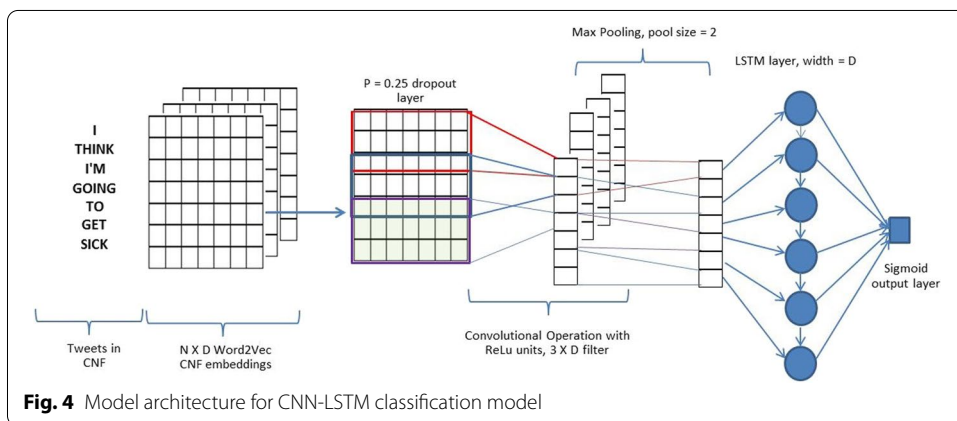 Max Pooling, pool size = 2
LSTM layer, width = D
P = 0.25 dropout
layer
I
THINK
I'M
GOING
TO
GET
SICK
Sigmoid
output layer
Tweets in
CNF
N X D Word2Vec
CNF embeddings
Convolutional Operation with
ReLu units, 3 X D filter
Fig. 4 Model architecture for CNN-LSTM classification model